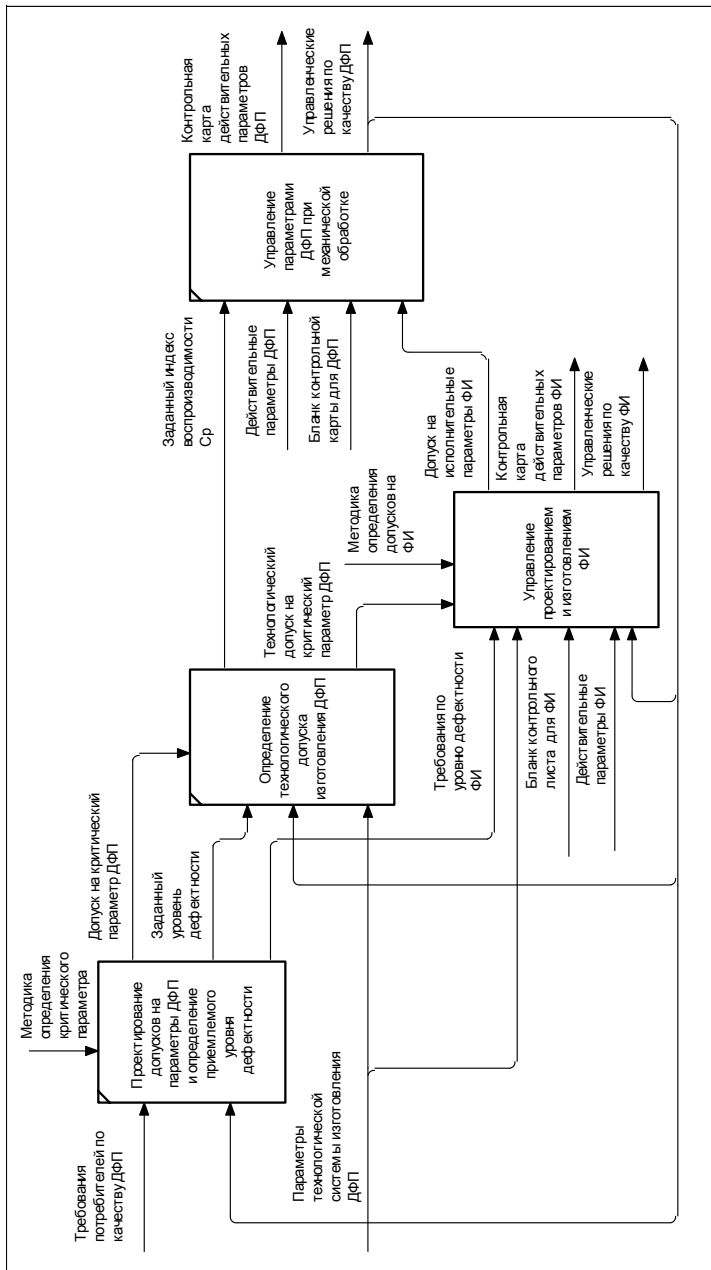 Методика
определения
критического
параметра
Требования
потребителей по
качеству ДФП
Проектирование
допусков на
параметры ДФП
и определение
приемлемого
уровня
дефектности
Допуск на критический
параметр ДФП
Заданный
уровень
дефектности
Параметры
технологической
системы изготовления
ДФП
Определение
технологического
допуска
изготовления ДФП
Заданный индекс
воспроизводимости
Ср
Технологический
допуск на
критический
параметр ДФП
Действительные
параметры ДФП
Бланк контрольной
карты для ДФП
Управление
параметрами
ДФП при
механической
обработке
Контрольная
карта
действительных
параметров
ДФП
Управленческие
решения по
качеству ДФП
Методика
определения
допусков на
ФИ
Требования по
уровню дефектности
ФИ
Бланк контрольного
листа для ФИ
Действительные
параметры ФИ
Управление
проектированием
и изготовлением
ФИ
Допуск на
исполнительные
параметры ФИ
Контрольная
карта
действительных
параметров ФИ
Управленческие
решения по
качеству ФИ